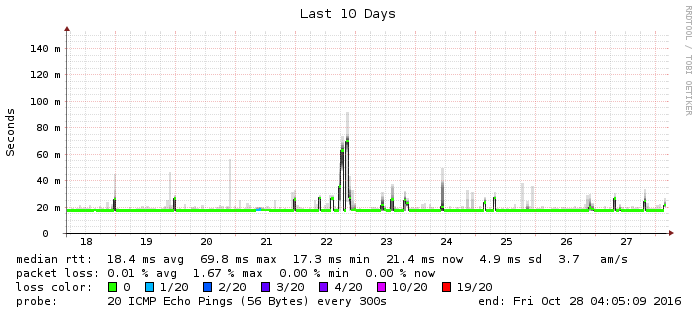 Last 10 Days
RRDTOOL / TOBI OETIKER
Seconds
140 m
120 m
100 m
80 m
60 m
40 m
20 m
0
18 19 20 21 22 23 24 25 26 27
median rtt: 18.4 ms avg 69.8 ms max 17.3 ms min 21.4 ms now 4.9 ms sd 3.7 am/s
packet loss: 0.01 % avg 1.67 % max 0.00 % min 0.00 % now
loss color: 0 1/20 2/20 3/20 4/20 10/20 19/20
probe: 20 ICMP Echo Pings (56 Bytes) every 300s end: Fri Oct 28 04:05:09 2016